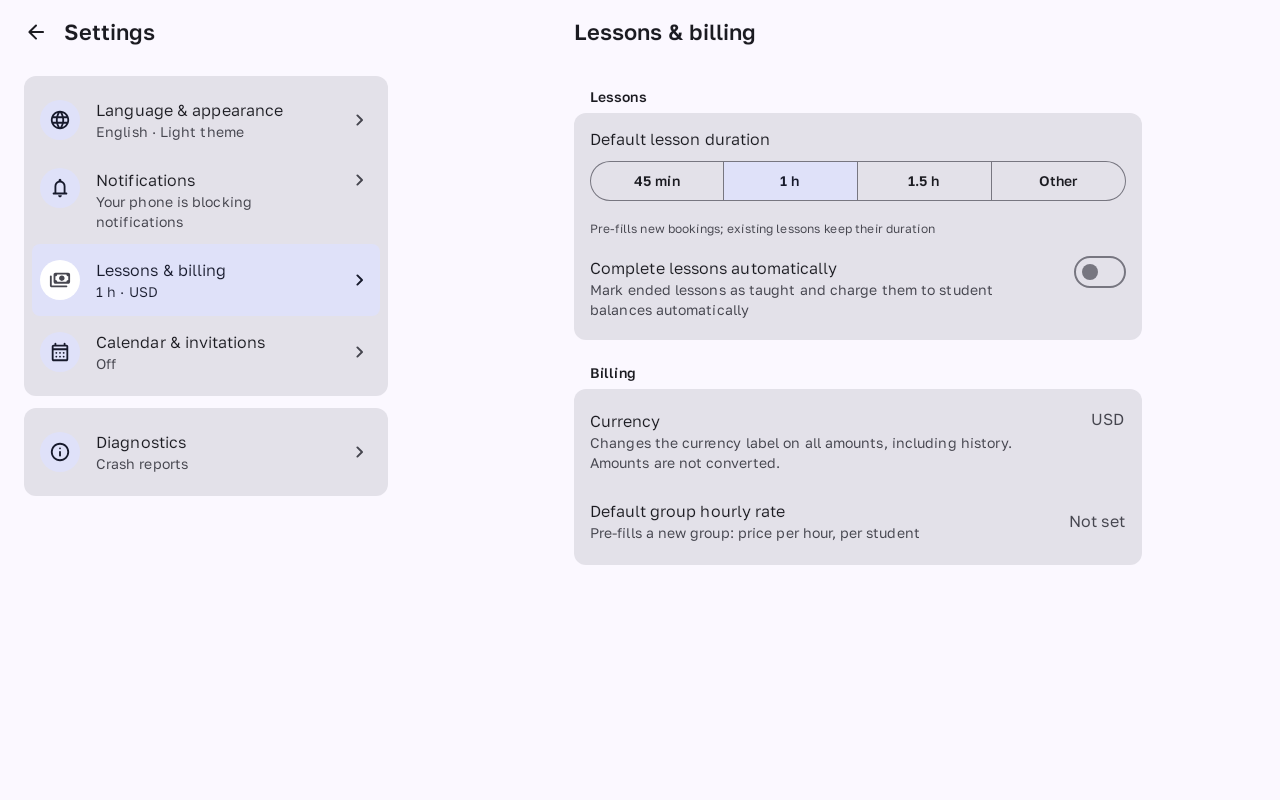 Settings
Language & appearance
English · Light theme
Notifications
Your phone is blocking
notifications
Lessons & billing
1 h · USD
Calendar & invitations
Off
Diagnostics
Crash reports
Lessons & billing
Lessons
Default lesson duration
45 min
1 h
1.5 h
Other
Pre-fills new bookings; existing lessons keep their duration
Complete lessons automatically
Mark ended lessons as taught and charge them to student
balances automatically
Billing
Currency
USD
Changes the currency label on all amounts, including history.
Amounts are not converted.
Default group hourly rate
Not set
Pre-fills a new group: price per hour, per student